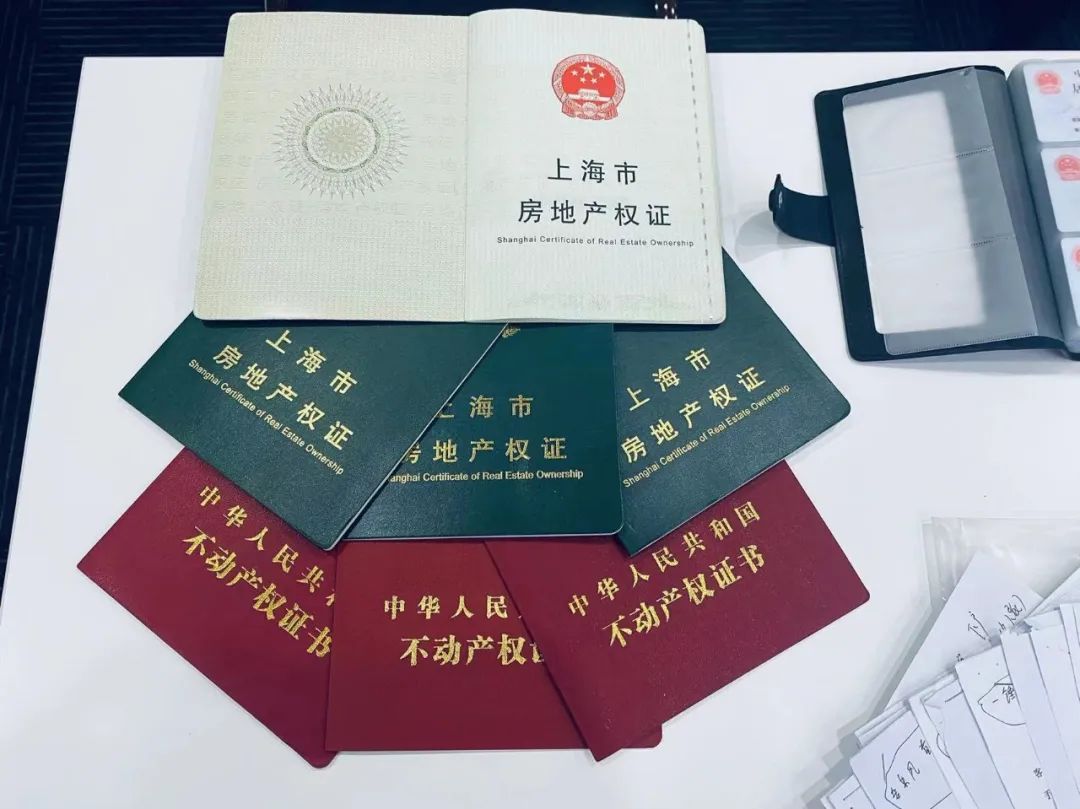 上海市
房地产权证
Shanghai Certificate of Real Estate Ownership
上海市
房地产权证
Shanghai Certificate of Real Estate Ownership
上海市
地产权证
anghai Certificate of Real Estate Ownership
上海市
房地产权证
Shanghai Certificate of Real Estate Ownership
中华人民共和
不动产权证书
中华人民
不动产权证
中华人民共和国
不动产权证书